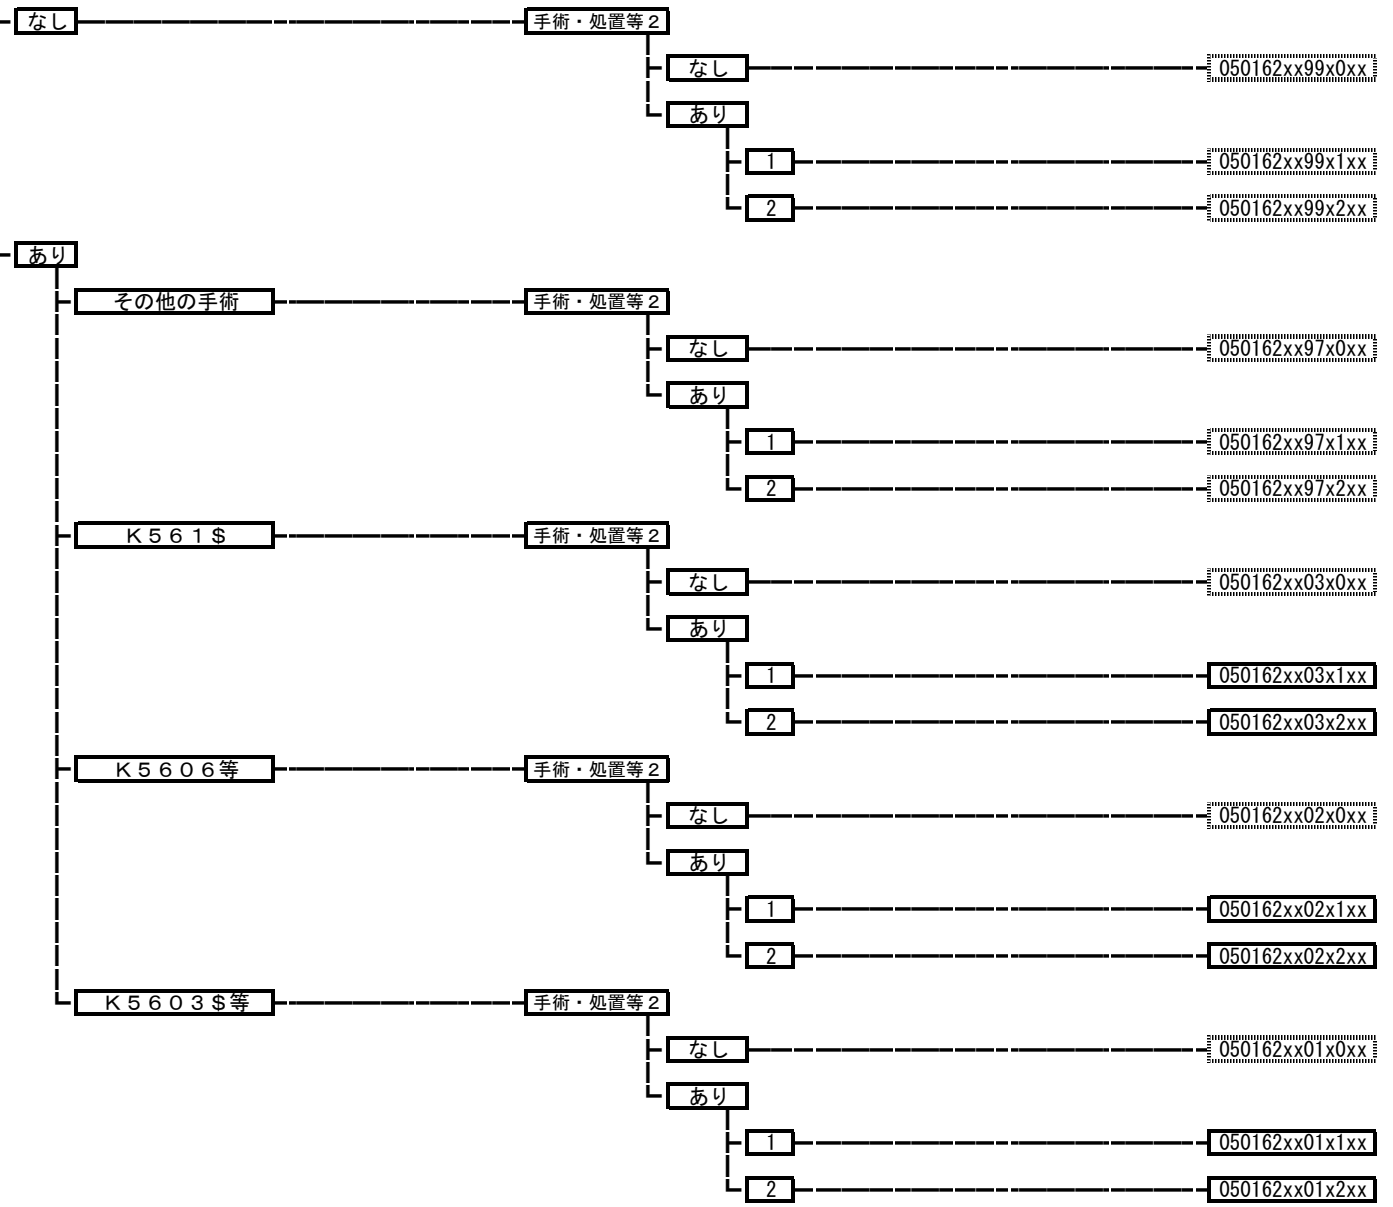 なし 手術・処置等２
なし 050162xx99x0xx
あり
1 050162xx99x1xx
2 050162xx99x2xx
あり
その他の手術 手術・処置等２
なし 050162xx97x0xx
あり
1 050162xx97x1xx
2 050162xx97x2xx
Ｋ５６１＄ 手術・処置等２
なし 050162xx03x0xx
あり
1 050162xx03x1xx
2 050162xx03x2xx
Ｋ５６０６等 手術・処置等２
なし 050162xx02x0xx
あり
1 050162xx02x1xx
2 050162xx02x2xx
Ｋ５６０３＄等 手術・処置等２
なし 050162xx01x0xx
あり
1 050162xx01x1xx
2 050162xx01x2xx